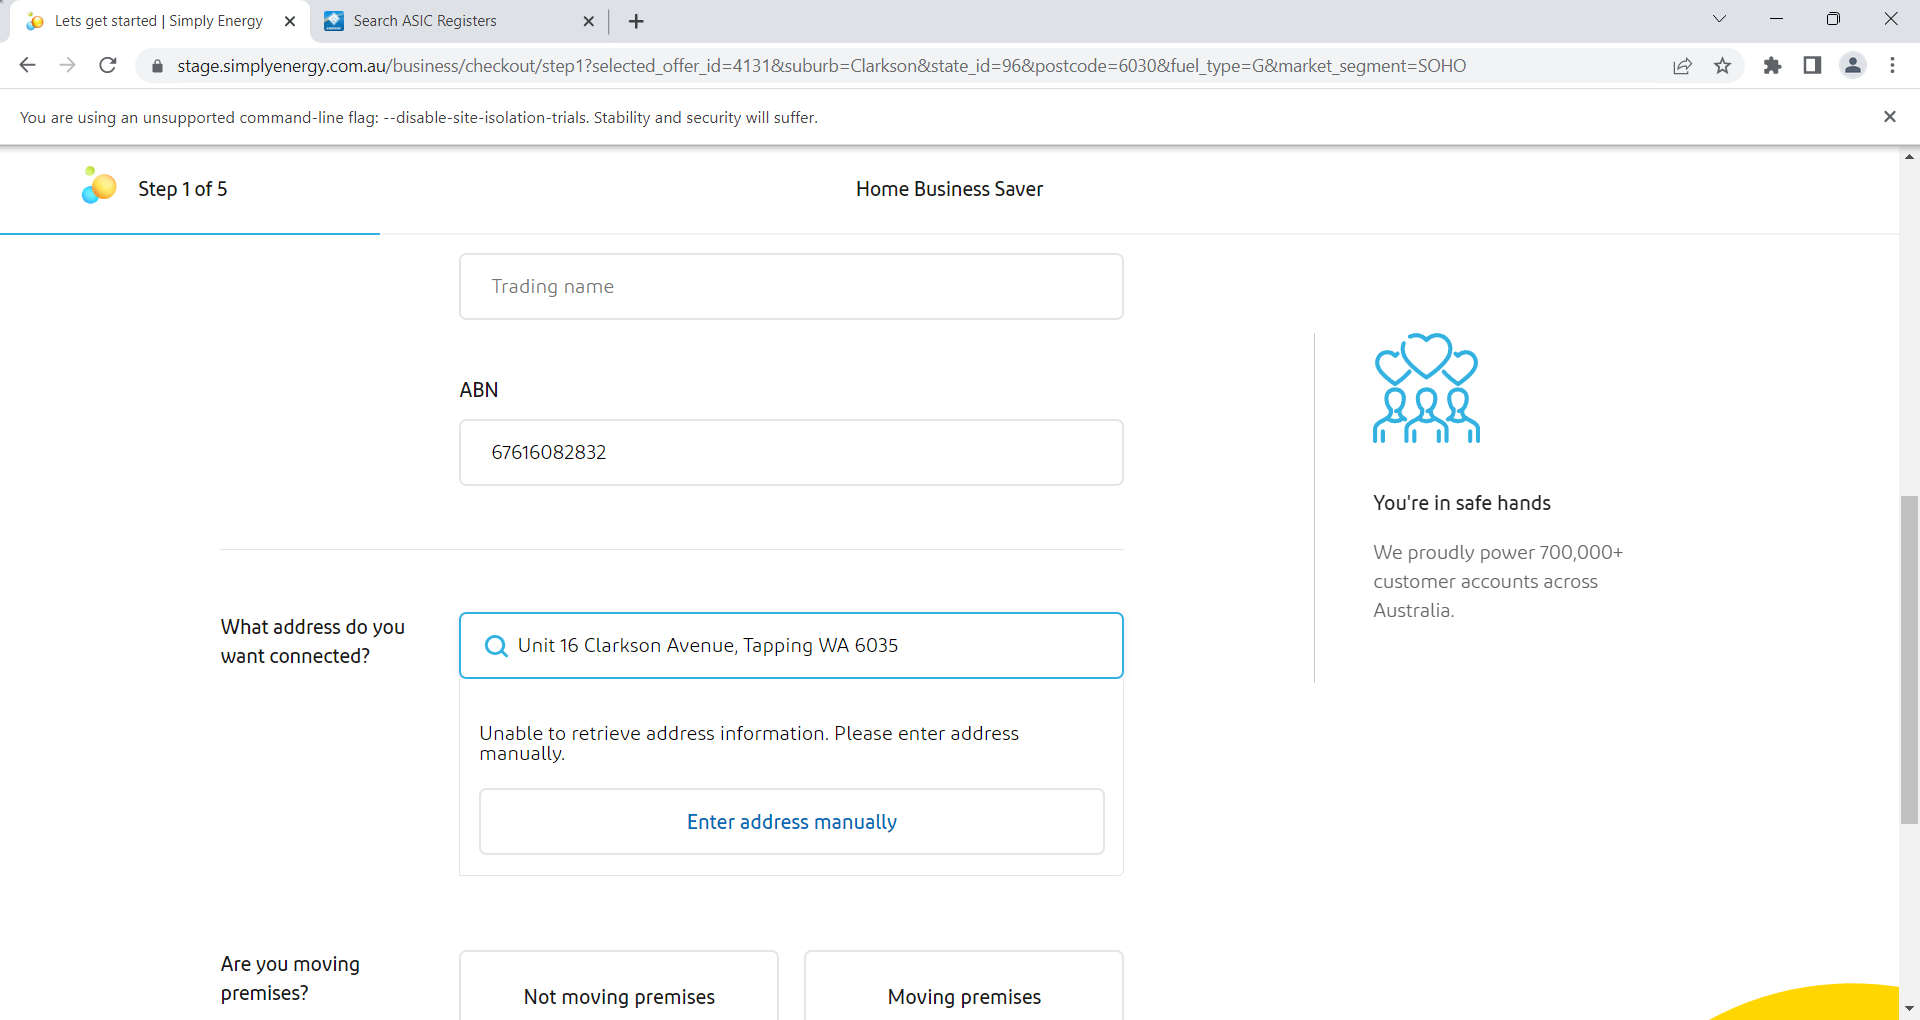 Lets get started | Simply Energy
Search ASIC Registers
stage.simplyenergy.com.au/business/checkout/step1?selected_offer_id=4131&suburb=Clarkson&state_id=96&postcode=6030&fuel_type=G&market_segment=SOHO
You are using an unsupported command-line flag: --disable-site-isolation-trials. Stability and security will suffer.
Step 1 of 5
Home Business Saver
Trading name
ABN
67616082832
You're in safe hands
We proudly power 700,000+
customer accounts across
Australia.
What address do you
want connected?
Unit 16 Clarkson Avenue, Tapping WA 6035
Unable to retrieve address information. Please enter address
manually.
Enter address manually
Are you moving
premises?
Not moving premises
Moving premises